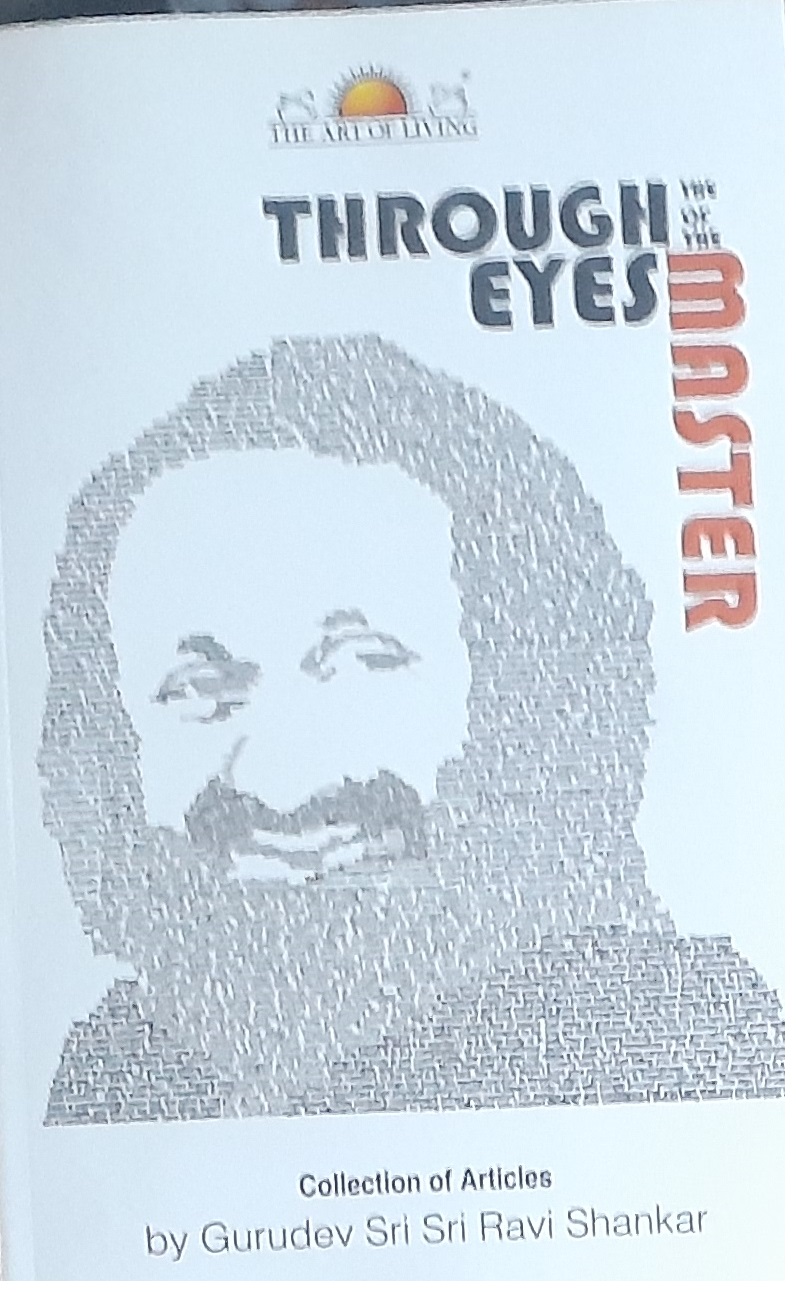 THE ART OF LIVING
THROUGH THE
EYES OF
THE
MASTER
Collection of Articles
by Gurudev Sri Sri Ravi Shankar